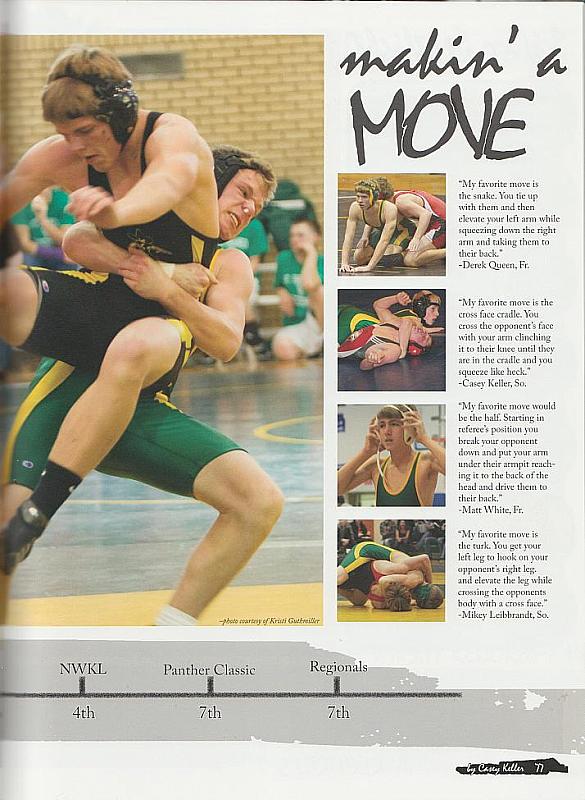 makin' a
MOVE
"My favorite move is
the snake. You tie up
with them and then
elevate your left arm while
squeezing down the right
arm and taking them to
their back."
-Derek Queen, Fr.
"My favorite move is the
cross face cradle. You
cross the opponent's face
with your arm clinching
it to their knee until they
are in the cradle and you
squeeze like heck."
-Casey Keller, So.
"My favorite move would
be the half. Starting in
referee's position you
break your opponent
down and put your arm
under their armpit reach-
ing it to the back of the
head and drive them to
their back."
-Matt White, Fr.
"My favorite move is
the turk. You get your
left leg to hook on your
opponent's right leg.
and elevate the leg while
crossing the opponents
body with a cross face."
-Mikey Leibbrandt, So.
-photo courtesy of Kristi Guthmiller
NWKL
Panther Classic
Regionals
4th
7th
7th
by Casey Keller 77